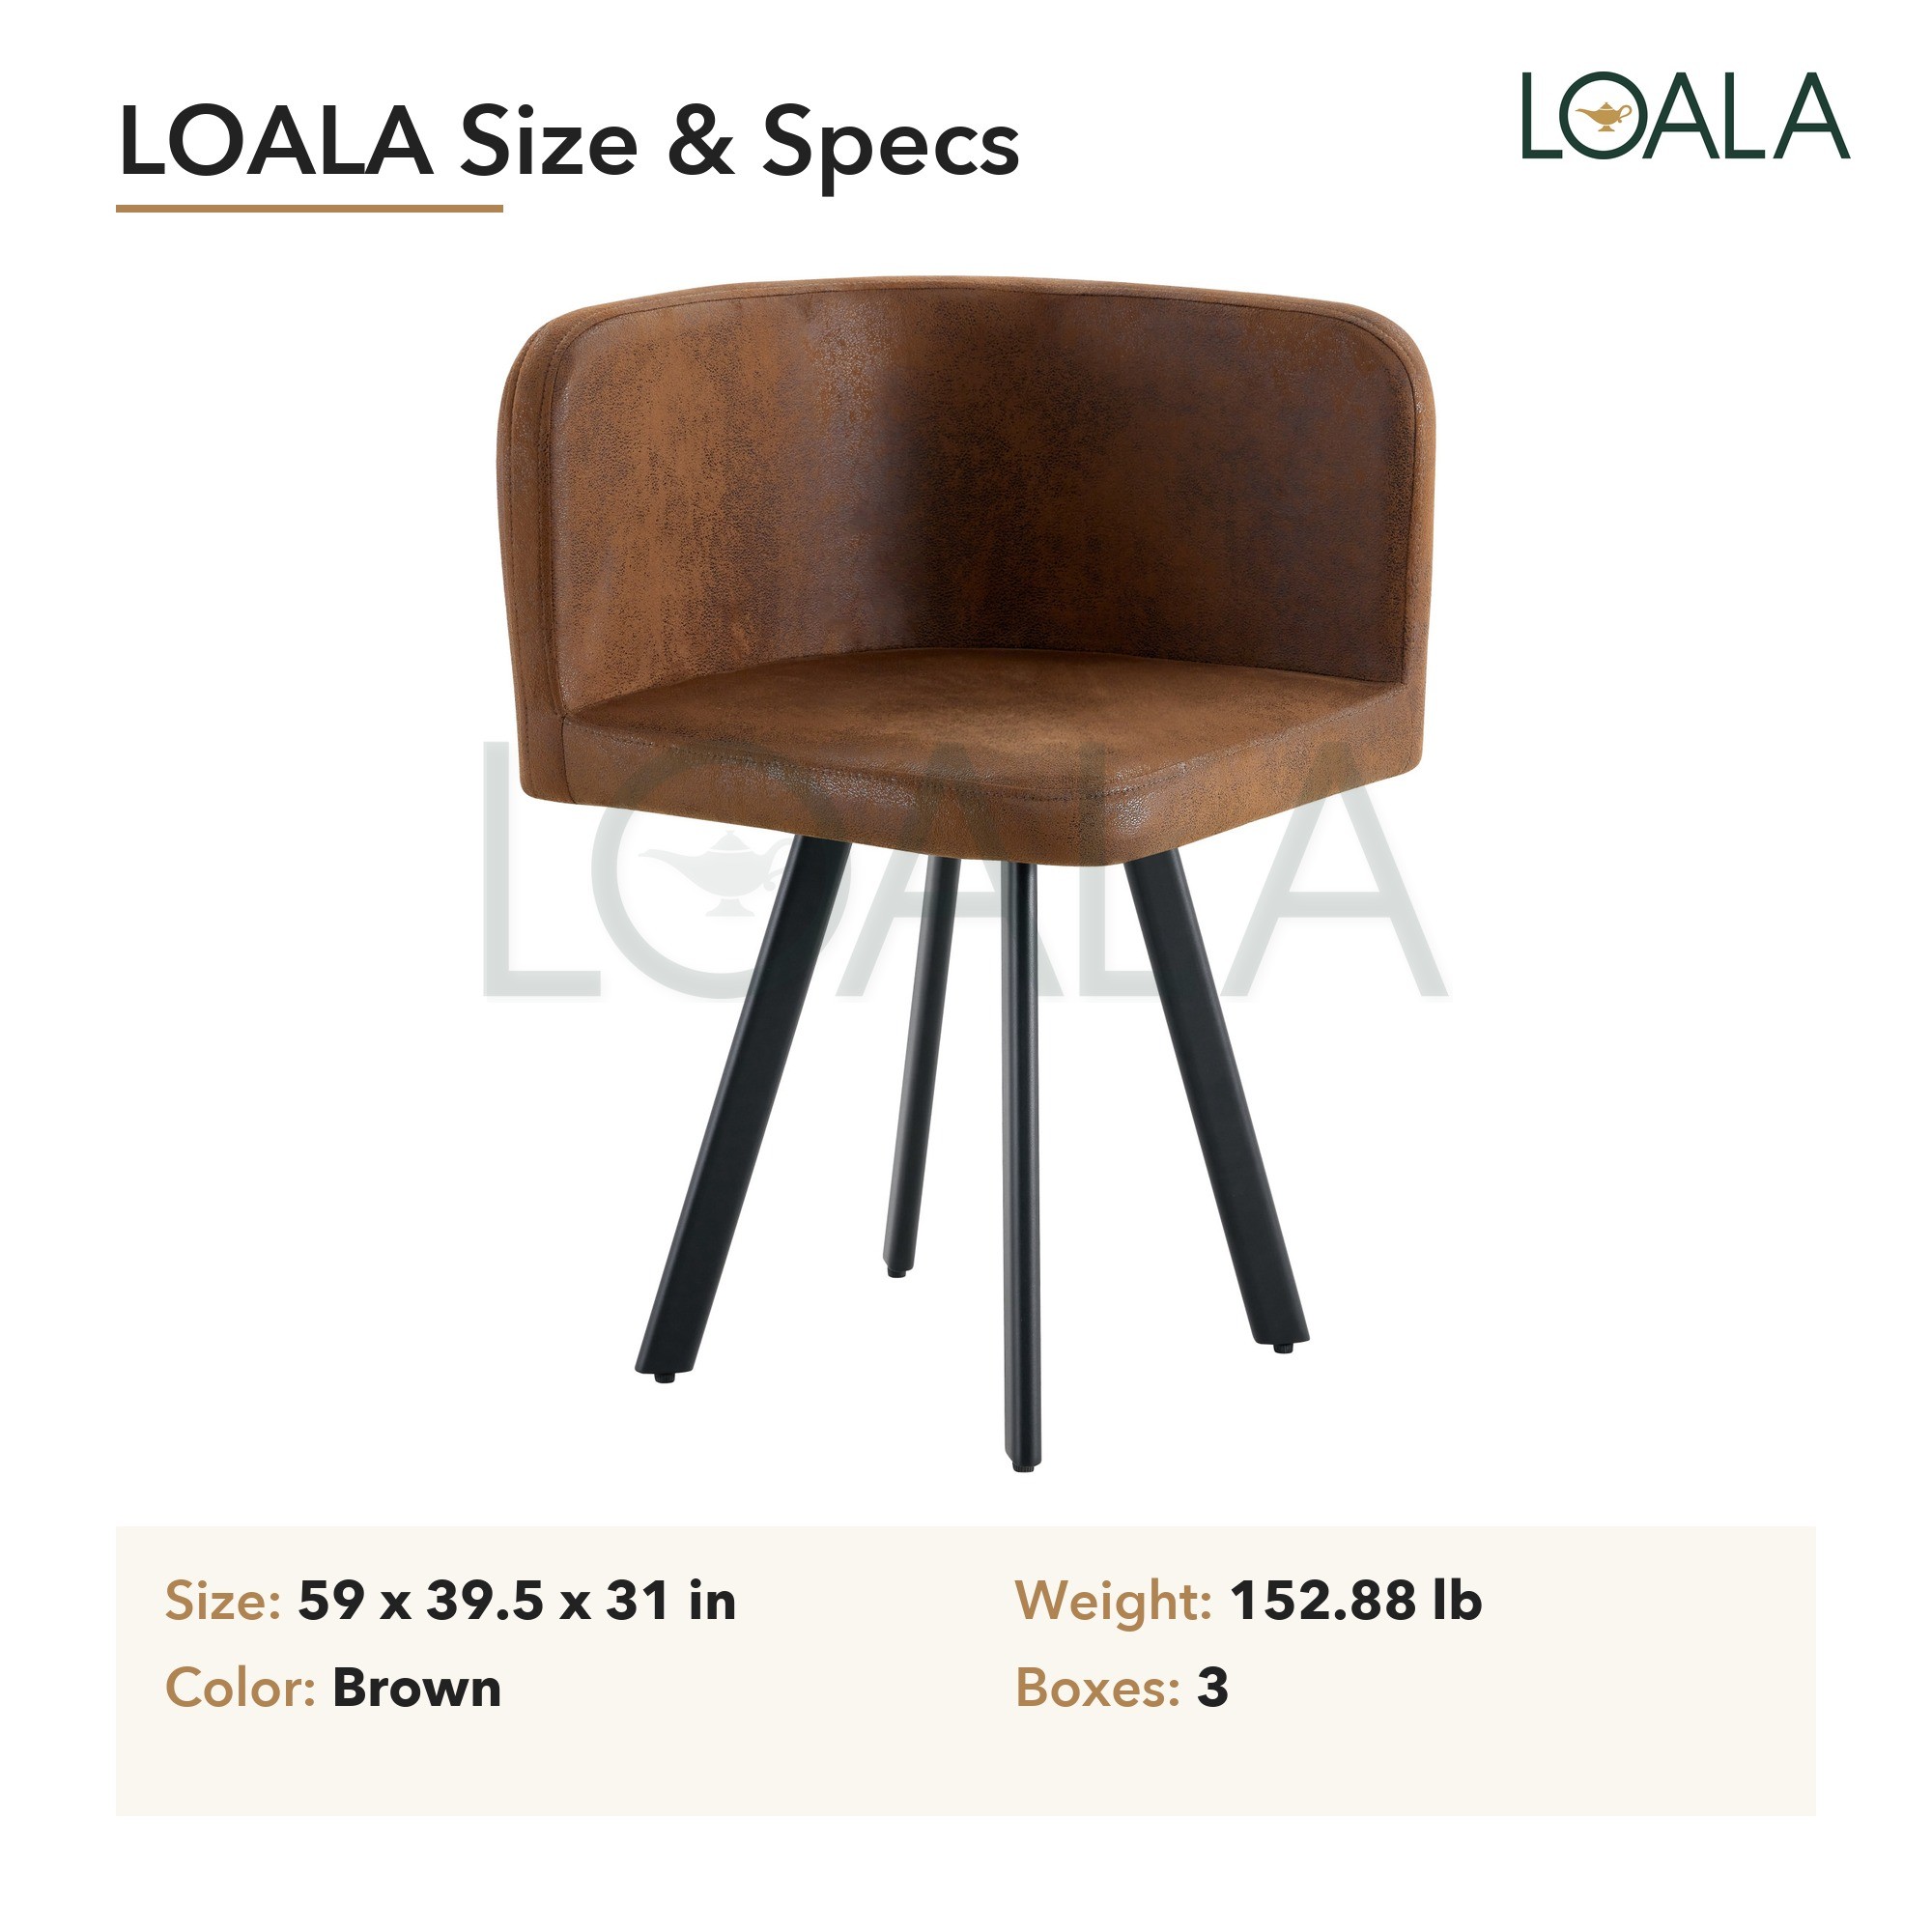 LOALA Size & Specs
LOALA
LOALA
Size: 59 x 39.5 x 31 in
Weight: 152.88 lb
Color: Brown
Boxes: 3